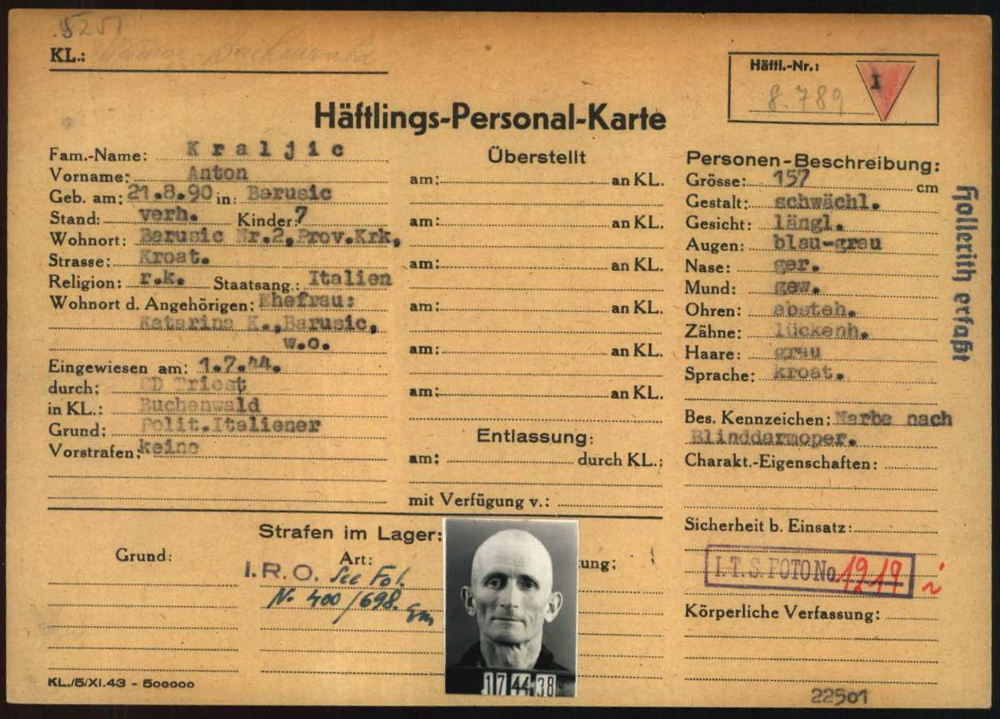 5251
KL.: Buchenwald
Häftl.-Nr.:
8.789
I
Häftlings-Personal-Karte
Fam.-Name: Kraljic
Vorname: Anton
Geb. am: 21.8.90 in: Barusic
Stand: verh. Kinder: 7
Wohnort: Barusic Nr.2, Prov.Krk,
Strasse: Kroat.
Religion: r.k. Staatsang.: Italien
Wohnort d. Angehörigen: Ehefrau:
Katarina K., Barusic,
w.o.
Eingewiesen am: 1.7.44.
durch: SD Triest
in KL.: Buchenwald
Grund: Polit.Italiener
Vorstrafen: keine
Überstellt
am: an KL.
am: an KL.
am: an KL.
am: an KL.
am: an KL.
am: an KL.
Entlassung:
am: durch KL.:
mit Verfügung v.:
Personen-Beschreibung:
Grösse: 157 cm
Gestalt: schwächl.
Gesicht: längl.
Augen: blau-grau
Nase: ger.
Mund: gew.
Ohren: absteh.
Zähne: lückenh.
Haare: grau
Sprache: kroat.
Bes. Kennzeichen: Narbe nach
Blinddarmoper.
Charakt.-Eigenschaften:
Sicherheit b. Einsatz:
I.T.S. FOTO No. 1219 i
Körperliche Verfassung:
Hollerith erfaßt
Strafen im Lager:
Grund: Art: ung:
I.R.O. See Fol.
No 400/698.
17 44 38
KL./5/XI.43 - 500000
22501